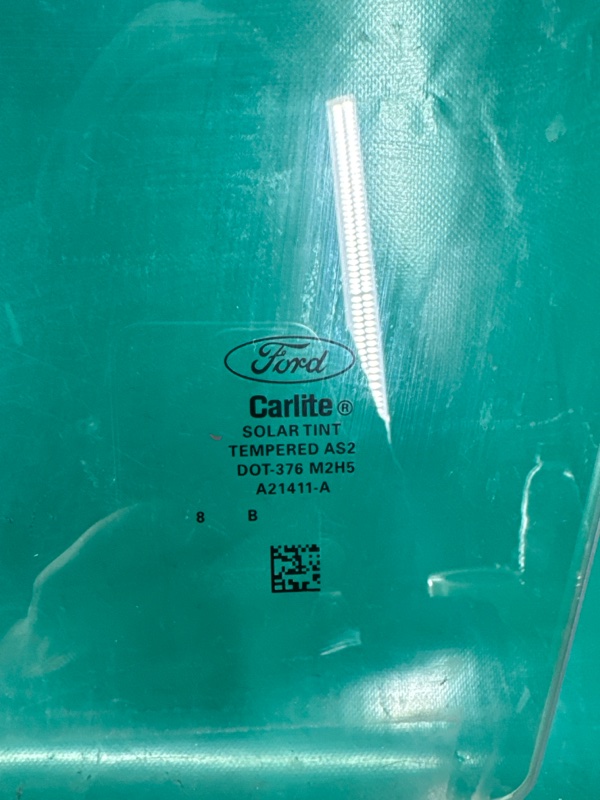 Ford
Carlite®
SOLAR TINT
TEMPERED AS2
DOT-376 M2H5
A21411-A
8 B